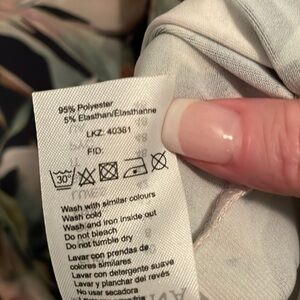 95% Polyester
5% Elasthan/Elasthanne
LKZ: 40361
FID:
30°
Wash with similar colours
Wash cold
Wash and iron inside out
Do not bleach
Do not tumble dry
Lavar con prendas de
colores similares
Lavar con detergente suave
Lavar y planchar del revés
No usar secadora